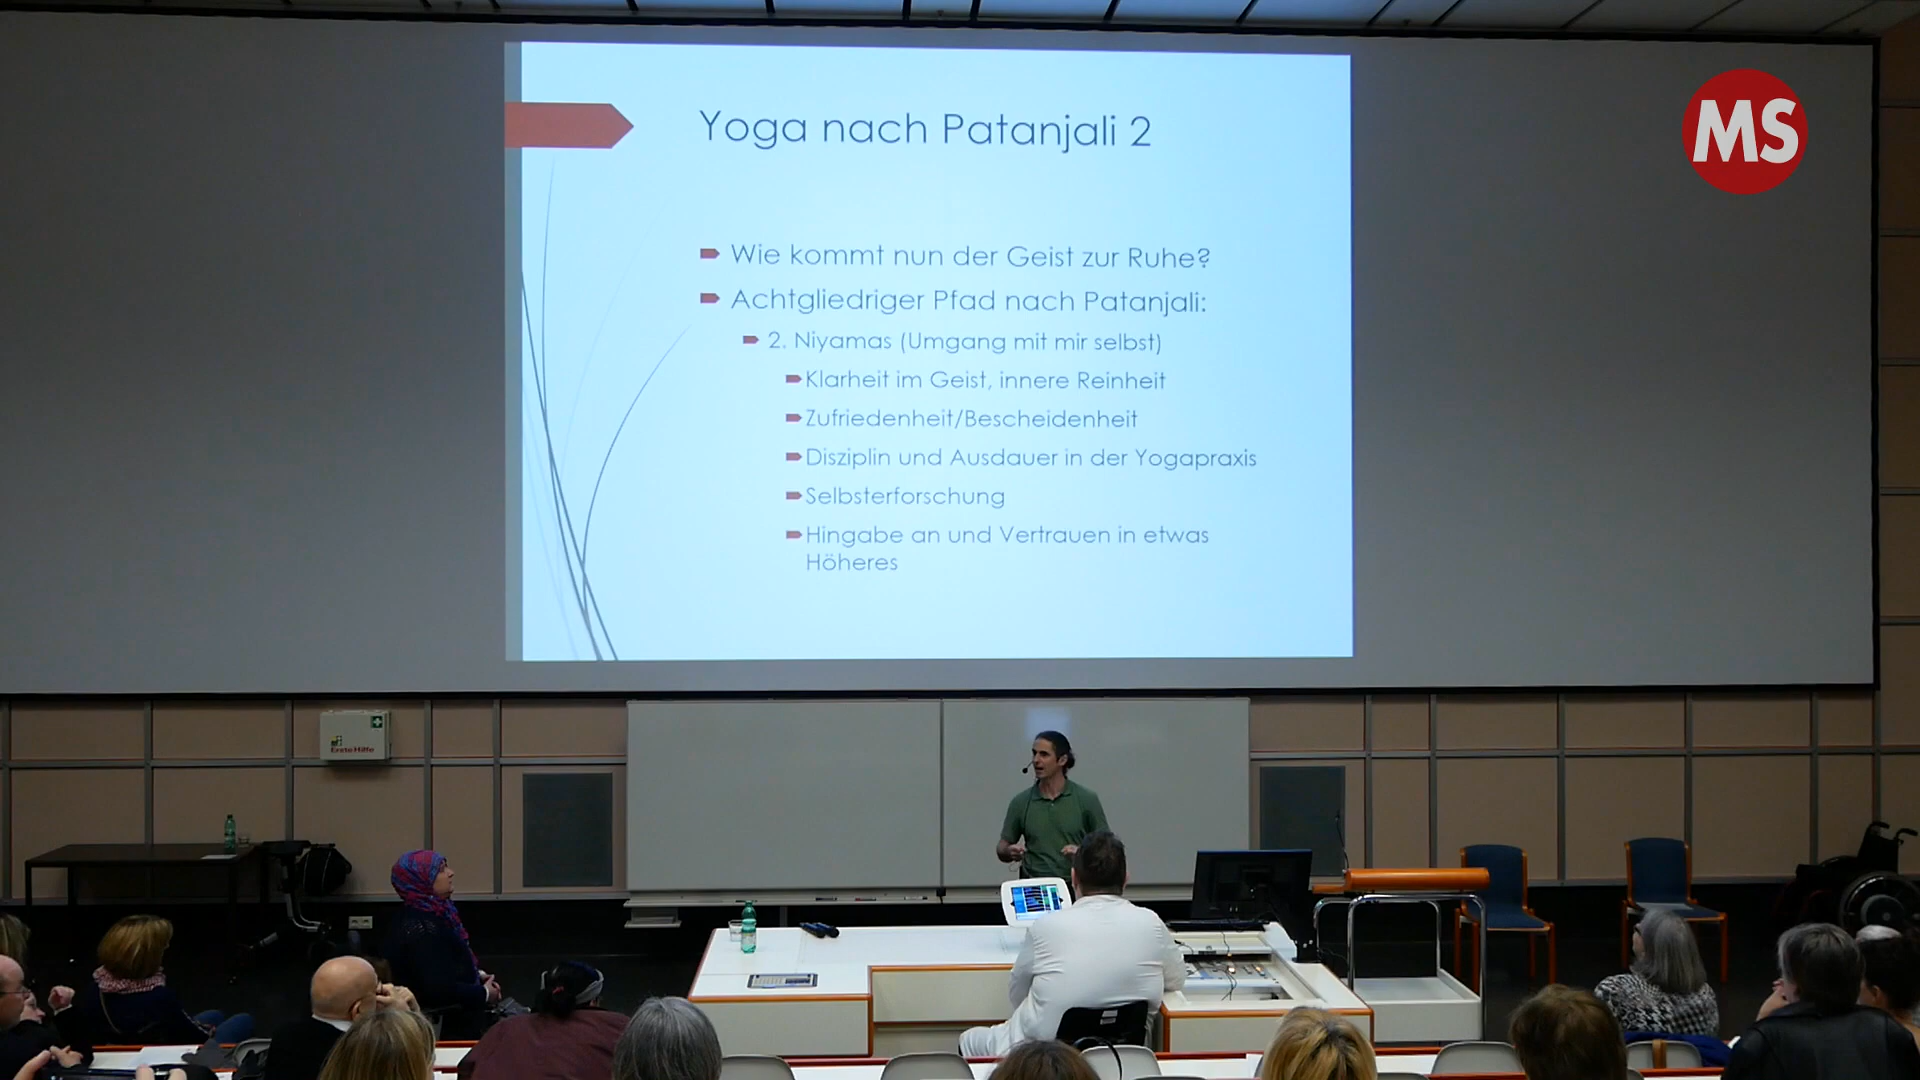 MS
Yoga nach Patanjali 2
Wie kommt nun der Geist zur Ruhe?
Achtgliedriger Pfad nach Patanjali:
2. Niyamas (Umgang mit mir selbst)
Klarheit im Geist, innere Reinheit
Zufriedenheit/Bescheidenheit
Disziplin und Ausdauer in der Yogapraxis
Selbsterforschung
Hingabe an und Vertrauen in etwas
Höheres
Erste Hilfe